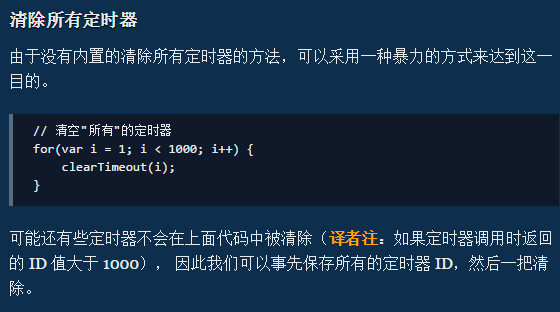 清除所有定时器
由于没有内置的清除所有定时器的方法，可以采用一种暴力的方式来达到这一
目的。
// 清空"所有"的定时器
for(var i = 1; i < 1000; i++) {
    clearTimeout(i);
}
可能还有些定时器不会在上面代码中被清除（译者注：如果定时器调用时返回
的 ID 值大于 1000）， 因此我们可以事先保存所有的定时器 ID，然后一把清
除。